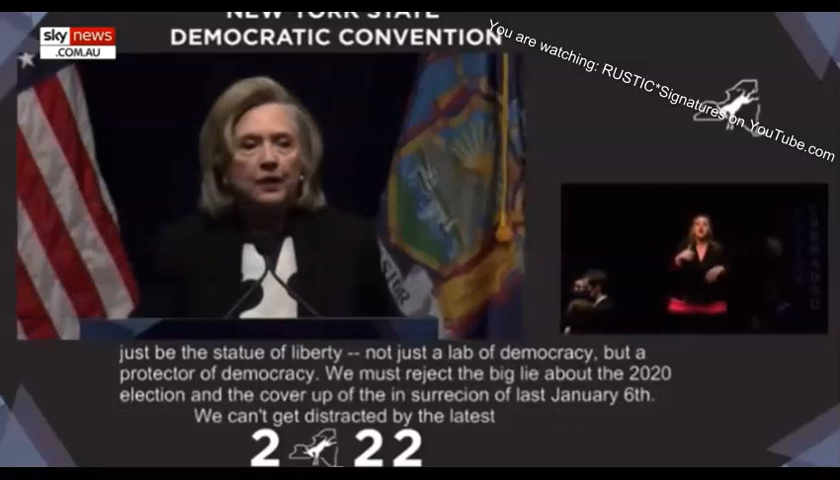 NEW YORK STATE
DEMOCRATIC CONVENTION
sky news
.COM.AU
You are watching: RUSTIC*Signatures on YouTube.com
just be the statue of liberty -- not just a lab of democracy, but a
protector of democracy. We must reject the big lie about the 2020
election and the cover up of the in surrecion of last January 6th.
We can't get distracted by the latest
2 22